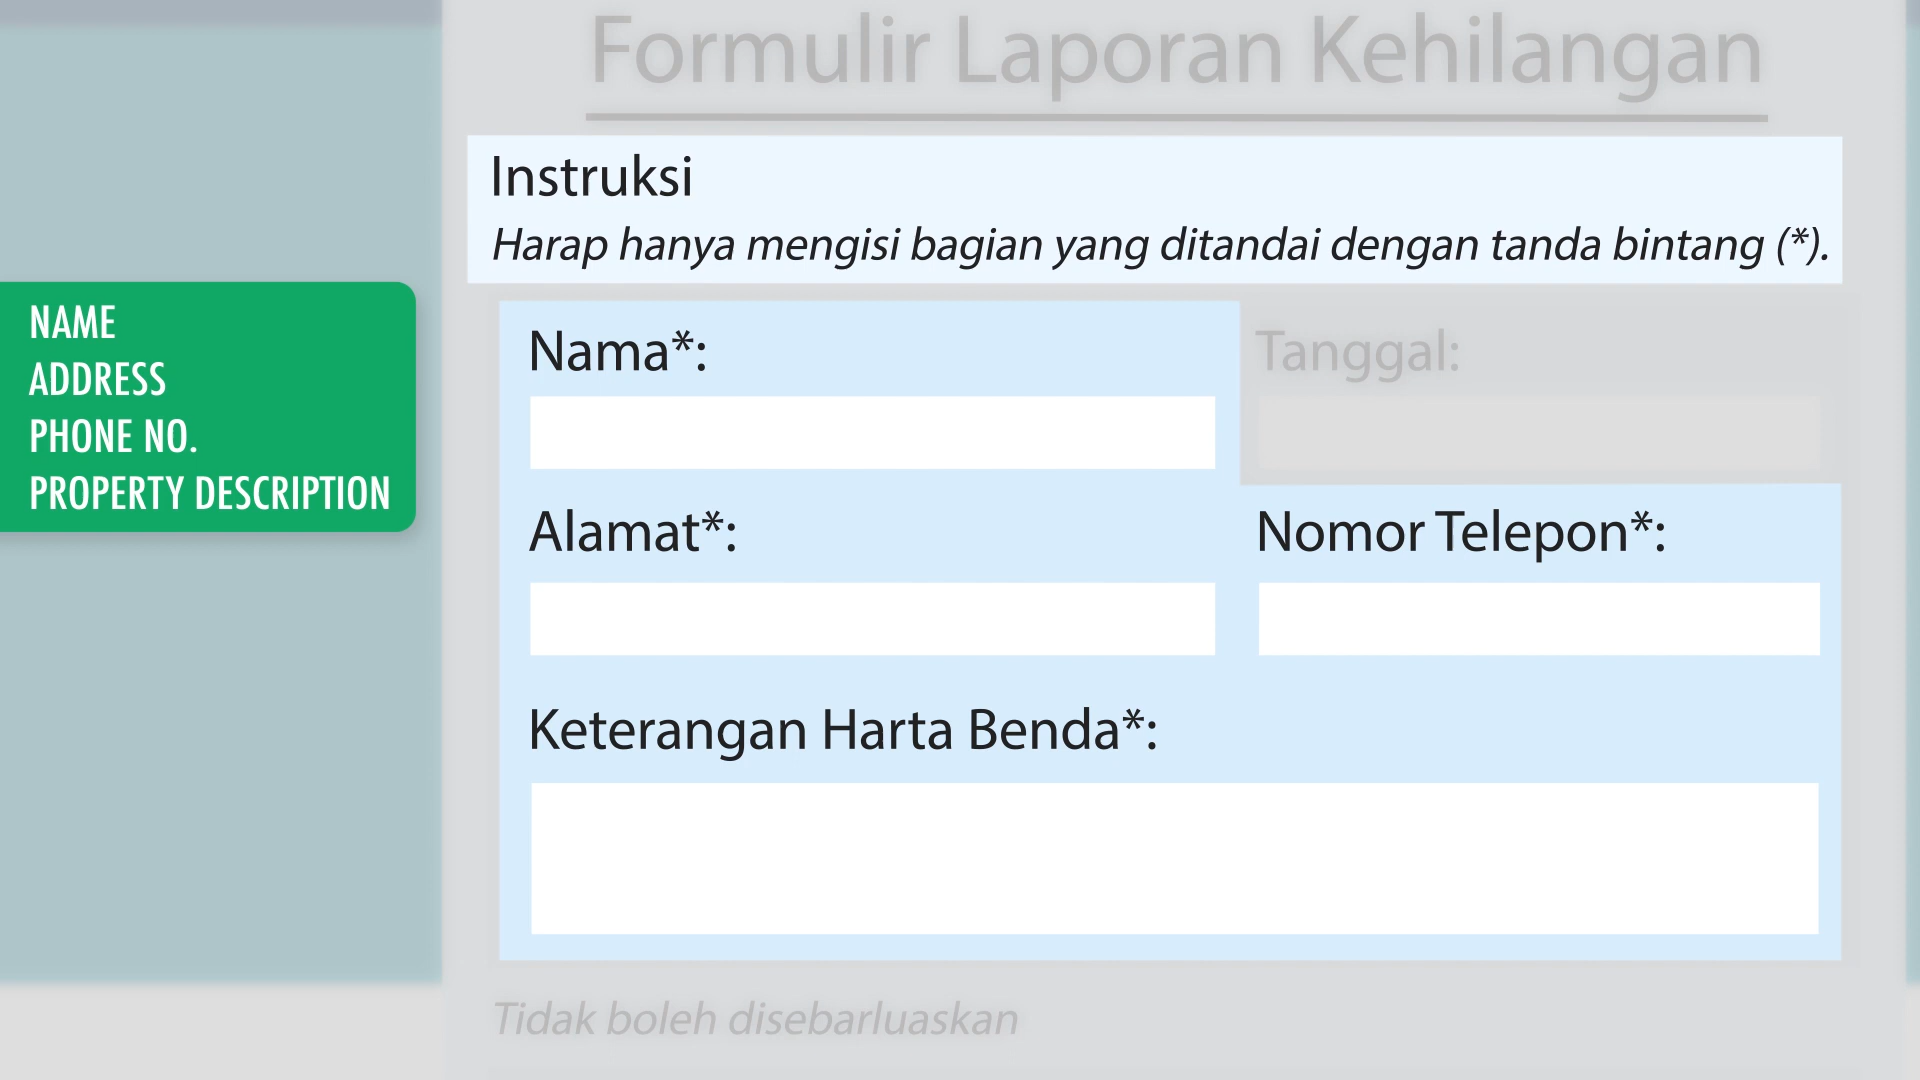 Formulir Laporan Kehilangan
Instruksi
Harap hanya mengisi bagian yang ditandai dengan tanda bintang (*).
NAME
ADDRESS
PHONE NO.
PROPERTY DESCRIPTION
Nama*:
Tanggal:
Alamat*:
Nomor Telepon*:
Keterangan Harta Benda*:
Tidak boleh disebarluaskan